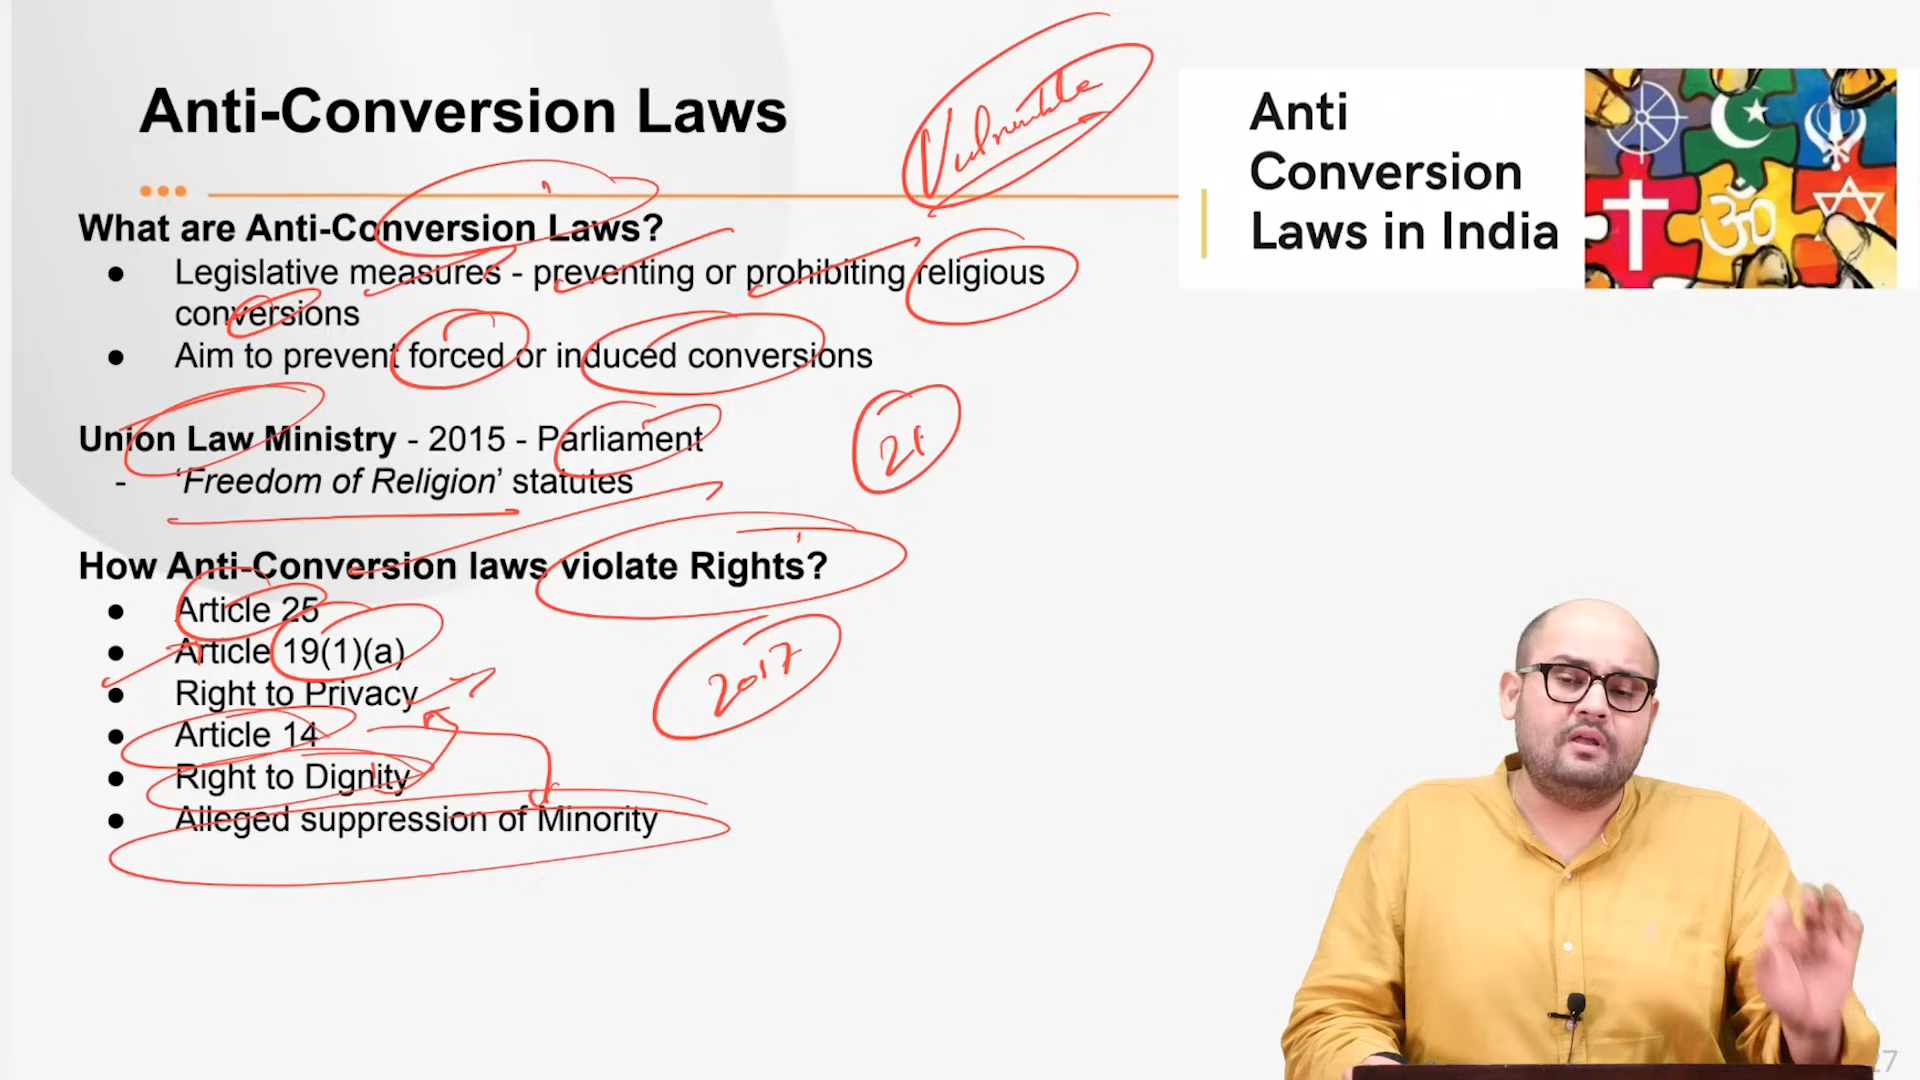 Anti-Conversion Laws
Vulnerable
Anti
Conversion
Laws in India
What are Anti-Conversion Laws?
● Legislative measures - preventing or prohibiting religious
conversions
● Aim to prevent forced or induced conversions
Union Law Ministry - 2015 - Parliament
- ‘Freedom of Religion’ statutes
21
How Anti-Conversion laws violate Rights?
● Article 25
● Article 19(1)(a)
● Right to Privacy
2017
● Article 14
● Right to Dignity
● Alleged suppression of Minority
27